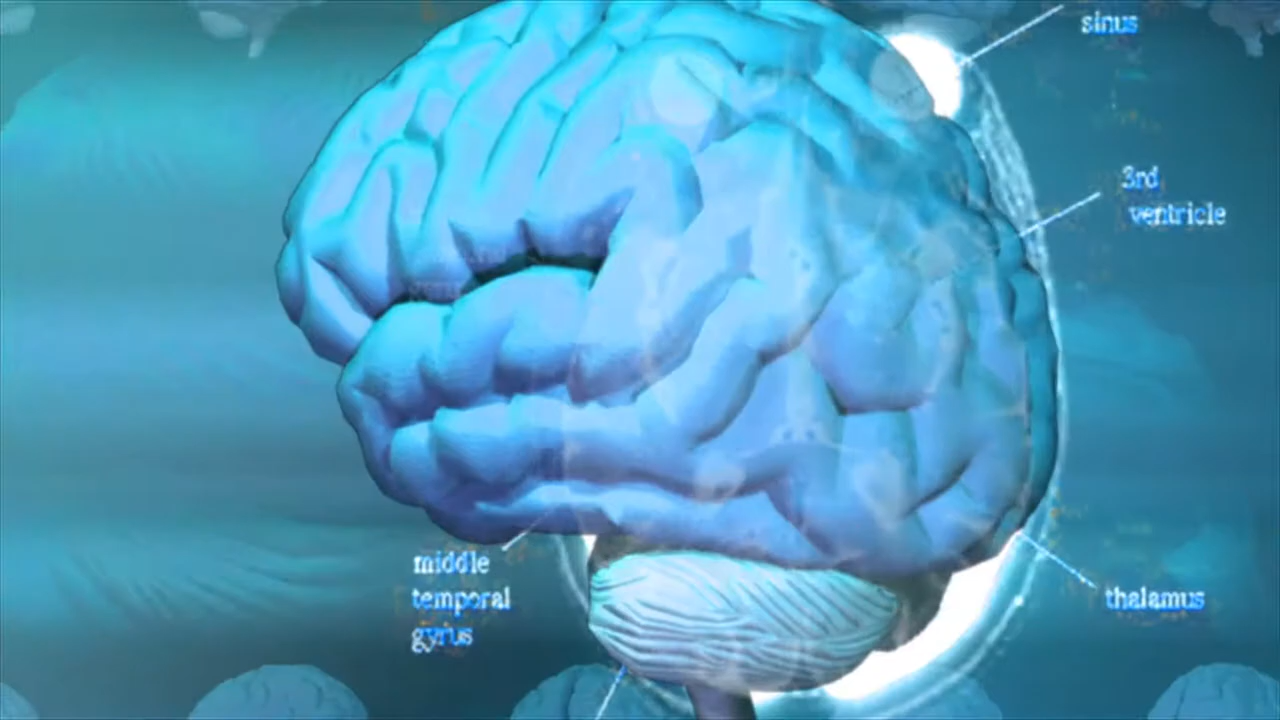 sinus
3rd
ventricle
middle
temporal
gyrus
thalamus